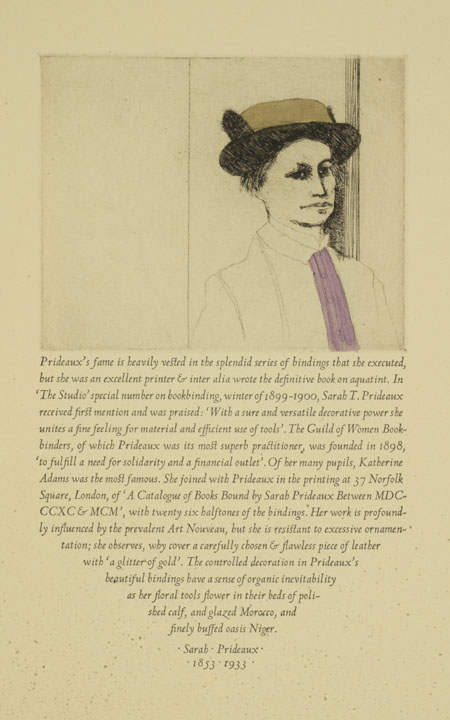 Prideaux's fame is heavily vested in the splendid series of bindings that she executed,
but she was an excellent printer & inter alia wrote the definitive book on aquatint. In
'The Studio' special number on bookbinding, winter of 1899-1900, Sarah T. Prideaux
received first mention and was praised: 'With a sure and versatile decorative power she
unites a fine feeling for material and efficient use of tools'. The Guild of Women Book-
binders, of which Prideaux was its most superb practitioner, was founded in 1898,
'to fulfill a need for solidarity and a financial outlet'. Of her many pupils, Katherine
Adams was the most famous. She joined with Prideaux in the printing at 37 Norfolk
Square, London, of 'A Catalogue of Books Bound by Sarah Prideaux Between MDC-
CCXC & MCM', with twenty six halftones of the bindings. Her work is profound-
ly influenced by the prevalent Art Nouveau, but she is resistant to excessive ornamen-
tation; she observes, why cover a carefully chosen & flawless piece of leather
with 'a glitter of gold'. The controlled decoration in Prideaux's
beautiful bindings have a sense of organic inevitability
as her floral tools flower in their beds of poli-
shed calf, and glazed Morocco, and
finely buffed oasis Niger.
· Sarah · Prideaux ·
· 1853 · 1933 ·